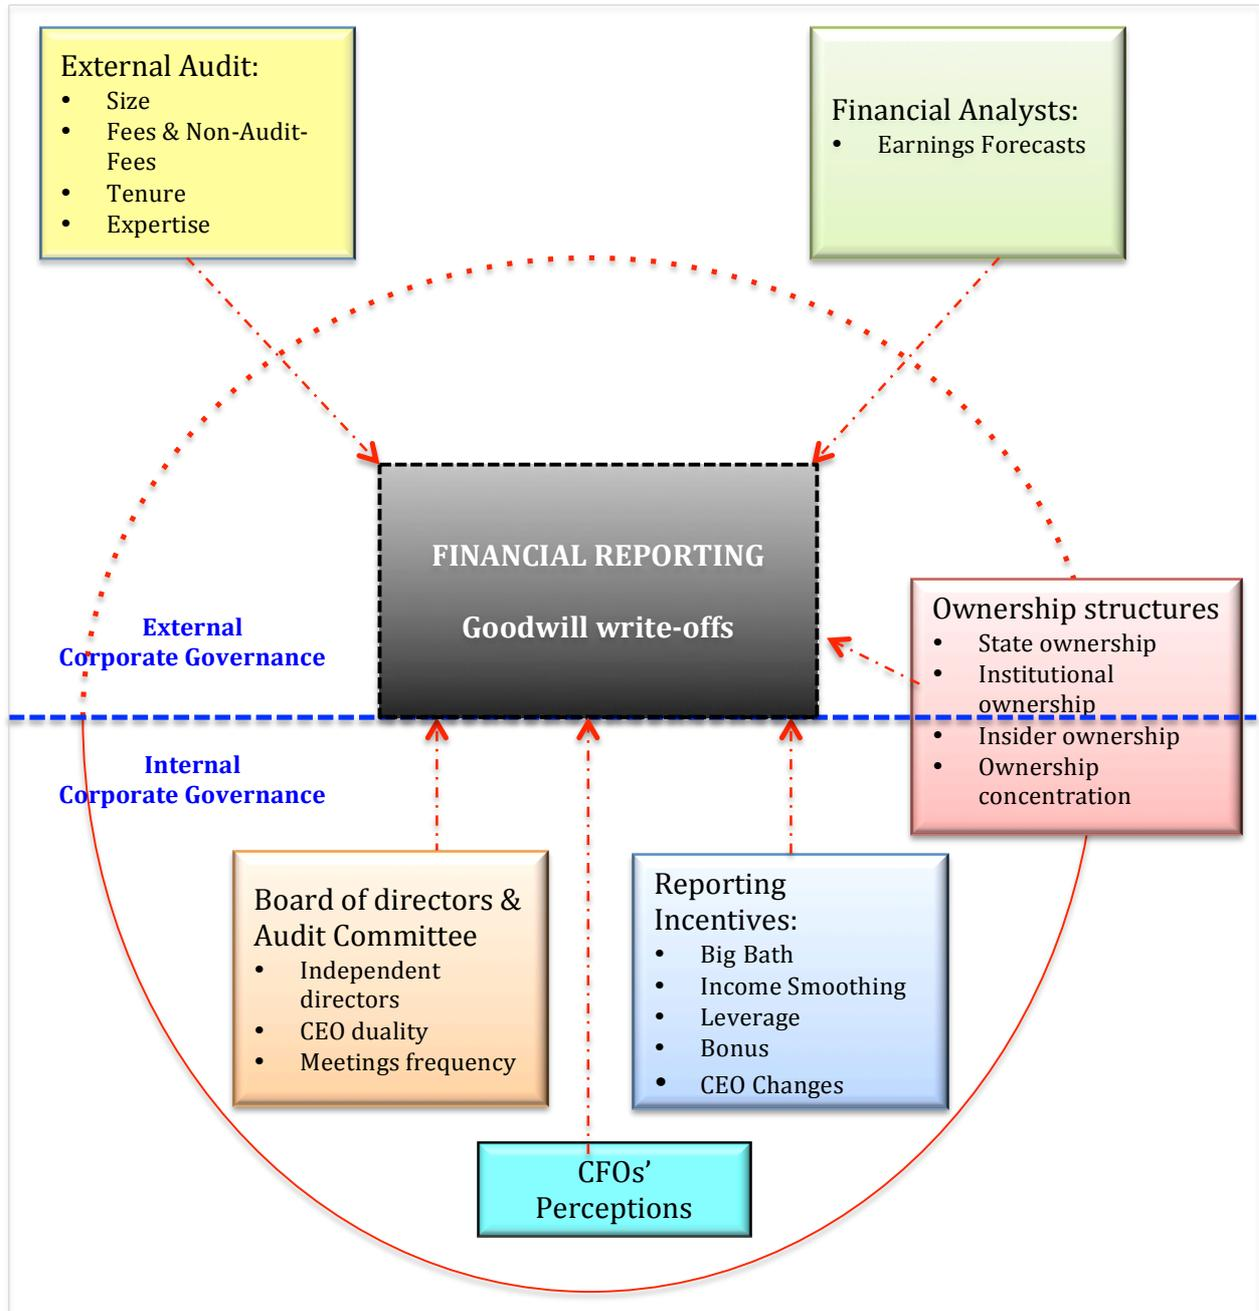 External Audit:
• Size
• Fees & Non-Audit-
Fees
• Tenure
• Expertise
Financial Analysts:
• Earnings Forecasts
FINANCIAL REPORTING
Goodwill write-offs
External
Corporate Governance
Ownership structures
• State ownership
• Institutional
ownership
• Insider ownership
• Ownership
concentration
Internal
Corporate Governance
Board of directors &
Audit Committee
• Independent
directors
• CEO duality
• Meetings frequency
Reporting
Incentives:
• Big Bath
• Income Smoothing
• Leverage
• Bonus
• CEO Changes
CFOs’
Perceptions